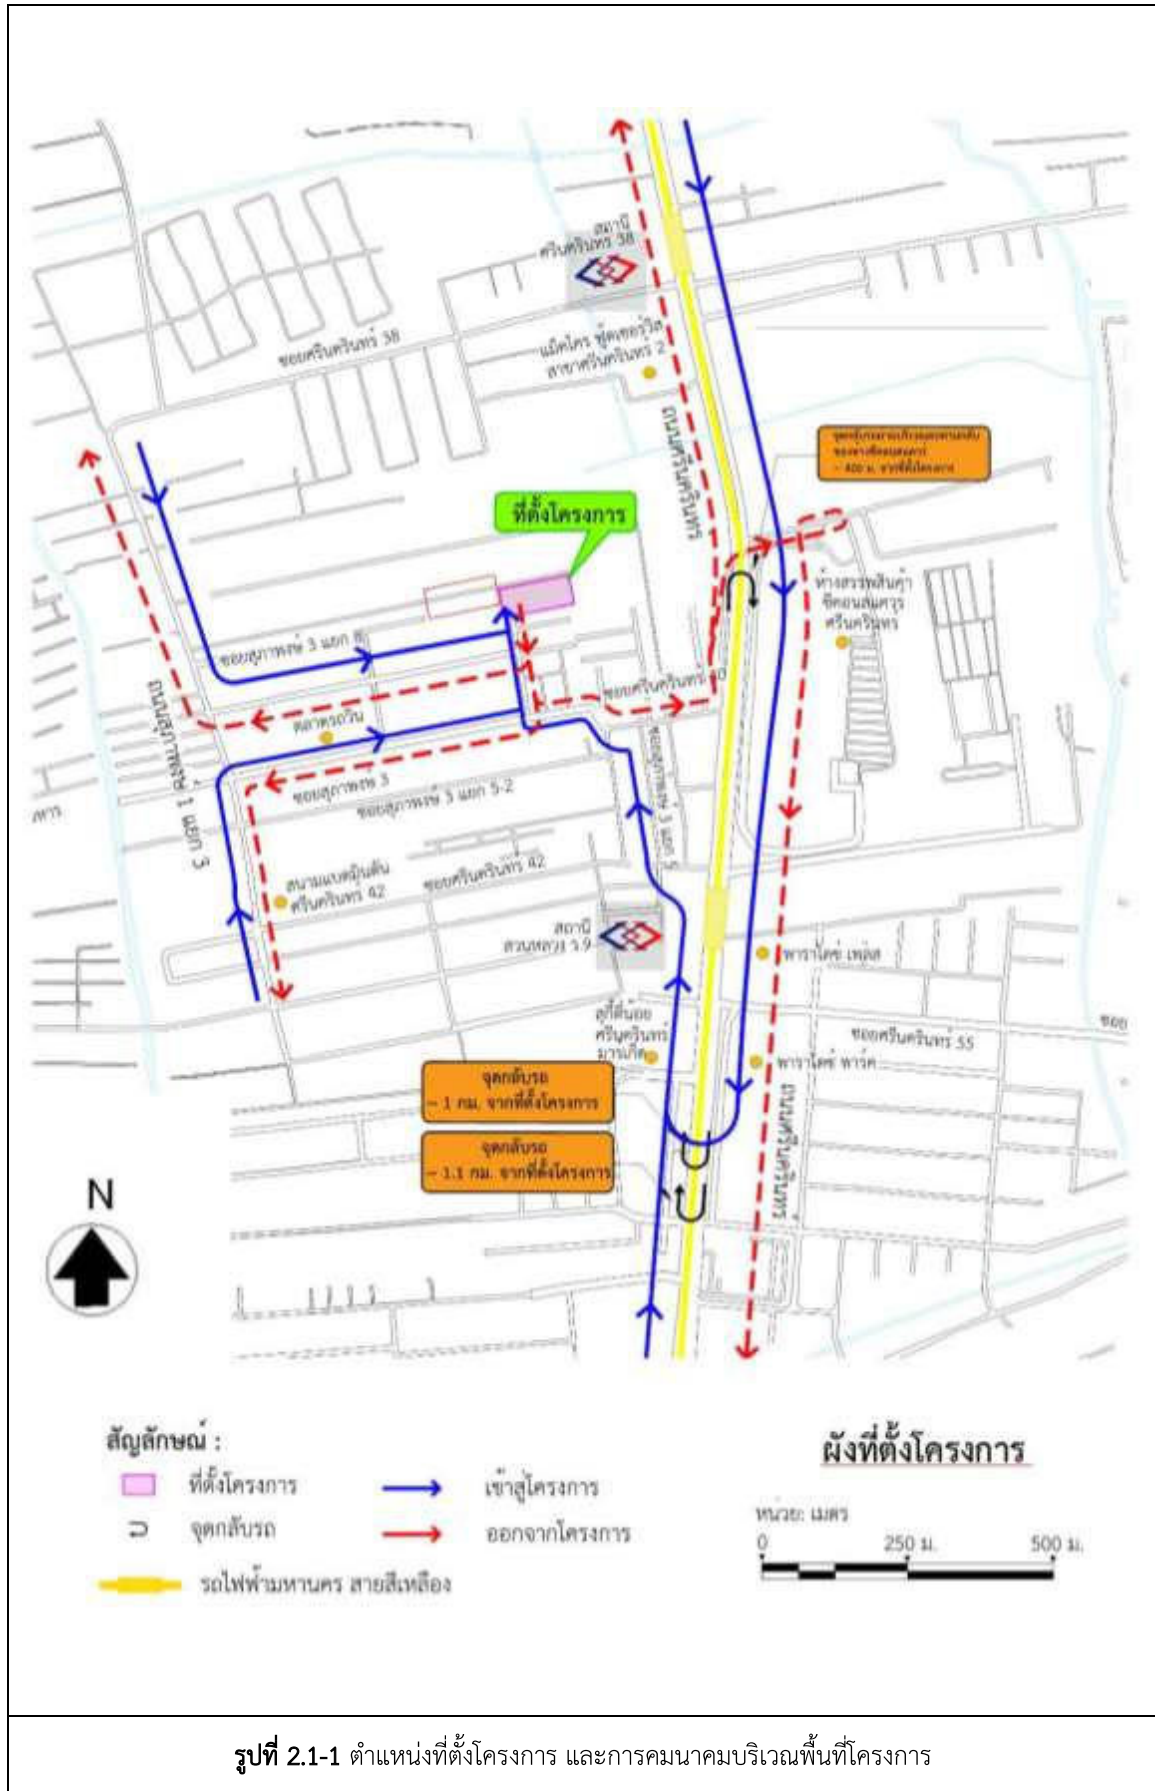 สถานี
ศรีนครินทร์ 38
ซอยศรีนครินทร์ 38
แม็คโคร ฟู้ดเซอร์วิส
สาขาศรีนครินทร์ 2
ถนนศรีนครินทร์
~ 400 ม. จากที่ตั้งโครงการ
ที่ตั้งโครงการ
ห้างสรรพสินค้า
ซีคอนสแควร์
ศรีนครินทร์
ซอยสุภาพงษ์ 3 แยก 8
ซอยศรีนครินทร์ 40
ตลาดรถวิน
ถนนสุภาพงษ์ 1 แยก 5
ซอยสุภาพงษ์ 3
ซอยสุภาพงษ์ 3 แยก 5-2
ซอยสุภาพงษ์ 3 แยก 5
สนามแบดมินตัน
ศรีนครินทร์ 42
ซอยศรีนครินทร์ 42
สถานี
สวนหลวง ร.9
พาราไดซ์ เพลส
สุกี้ตี๋น้อย
ศรีนครินทร์
มาร์เก็ต
ซอยศรีนครินทร์ 55
ซอย
พาราไดซ์ พาร์ค
จุดกลับรถ
~ 1 กม. จากที่ตั้งโครงการ
จุดกลับรถ
~ 1.1 กม. จากที่ตั้งโครงการ
ถนนศรีนครินทร์
N
สัญลักษณ์ :
ที่ตั้งโครงการ
เข้าสู่โครงการ
จุดกลับรถ
ออกจากโครงการ
รถไฟฟ้ามหานคร สายสีเหลือง
ผังที่ตั้งโครงการ
หน่วย: เมตร
0 250 ม. 500 ม.
รูปที่ 2.1-1 ตำแหน่งที่ตั้งโครงการ และการคมนาคมบริเวณพื้นที่โครงการ